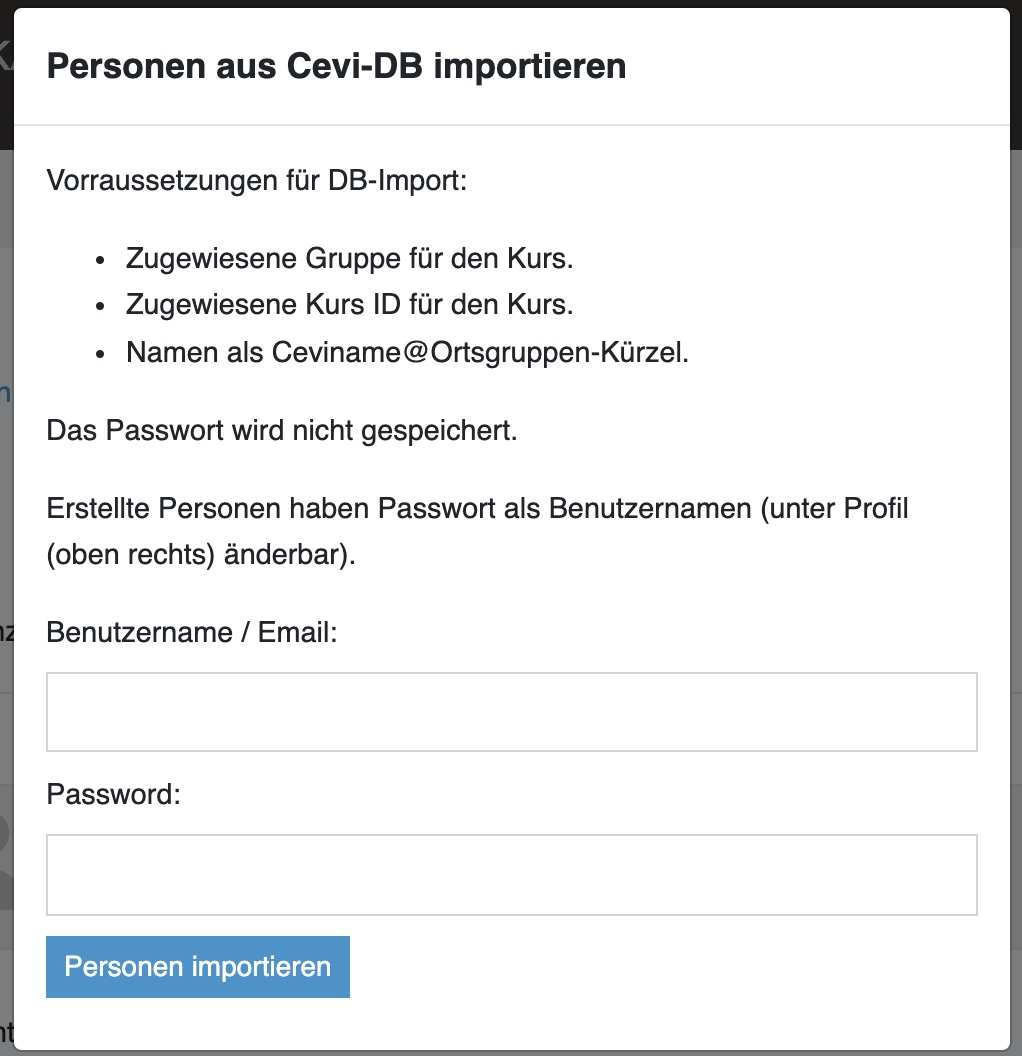 Personen aus Cevi-DB importieren
Vorraussetzungen für DB-Import:
• Zugewiesene Gruppe für den Kurs.
• Zugewiesene Kurs ID für den Kurs.
• Namen als Ceviname@Ortsgruppen-Kürzel.
Das Passwort wird nicht gespeichert.
Erstellte Personen haben Passwort als Benutzernamen (unter Profil
(oben rechts) änderbar).
Benutzername / Email:
Password:
Personen importieren